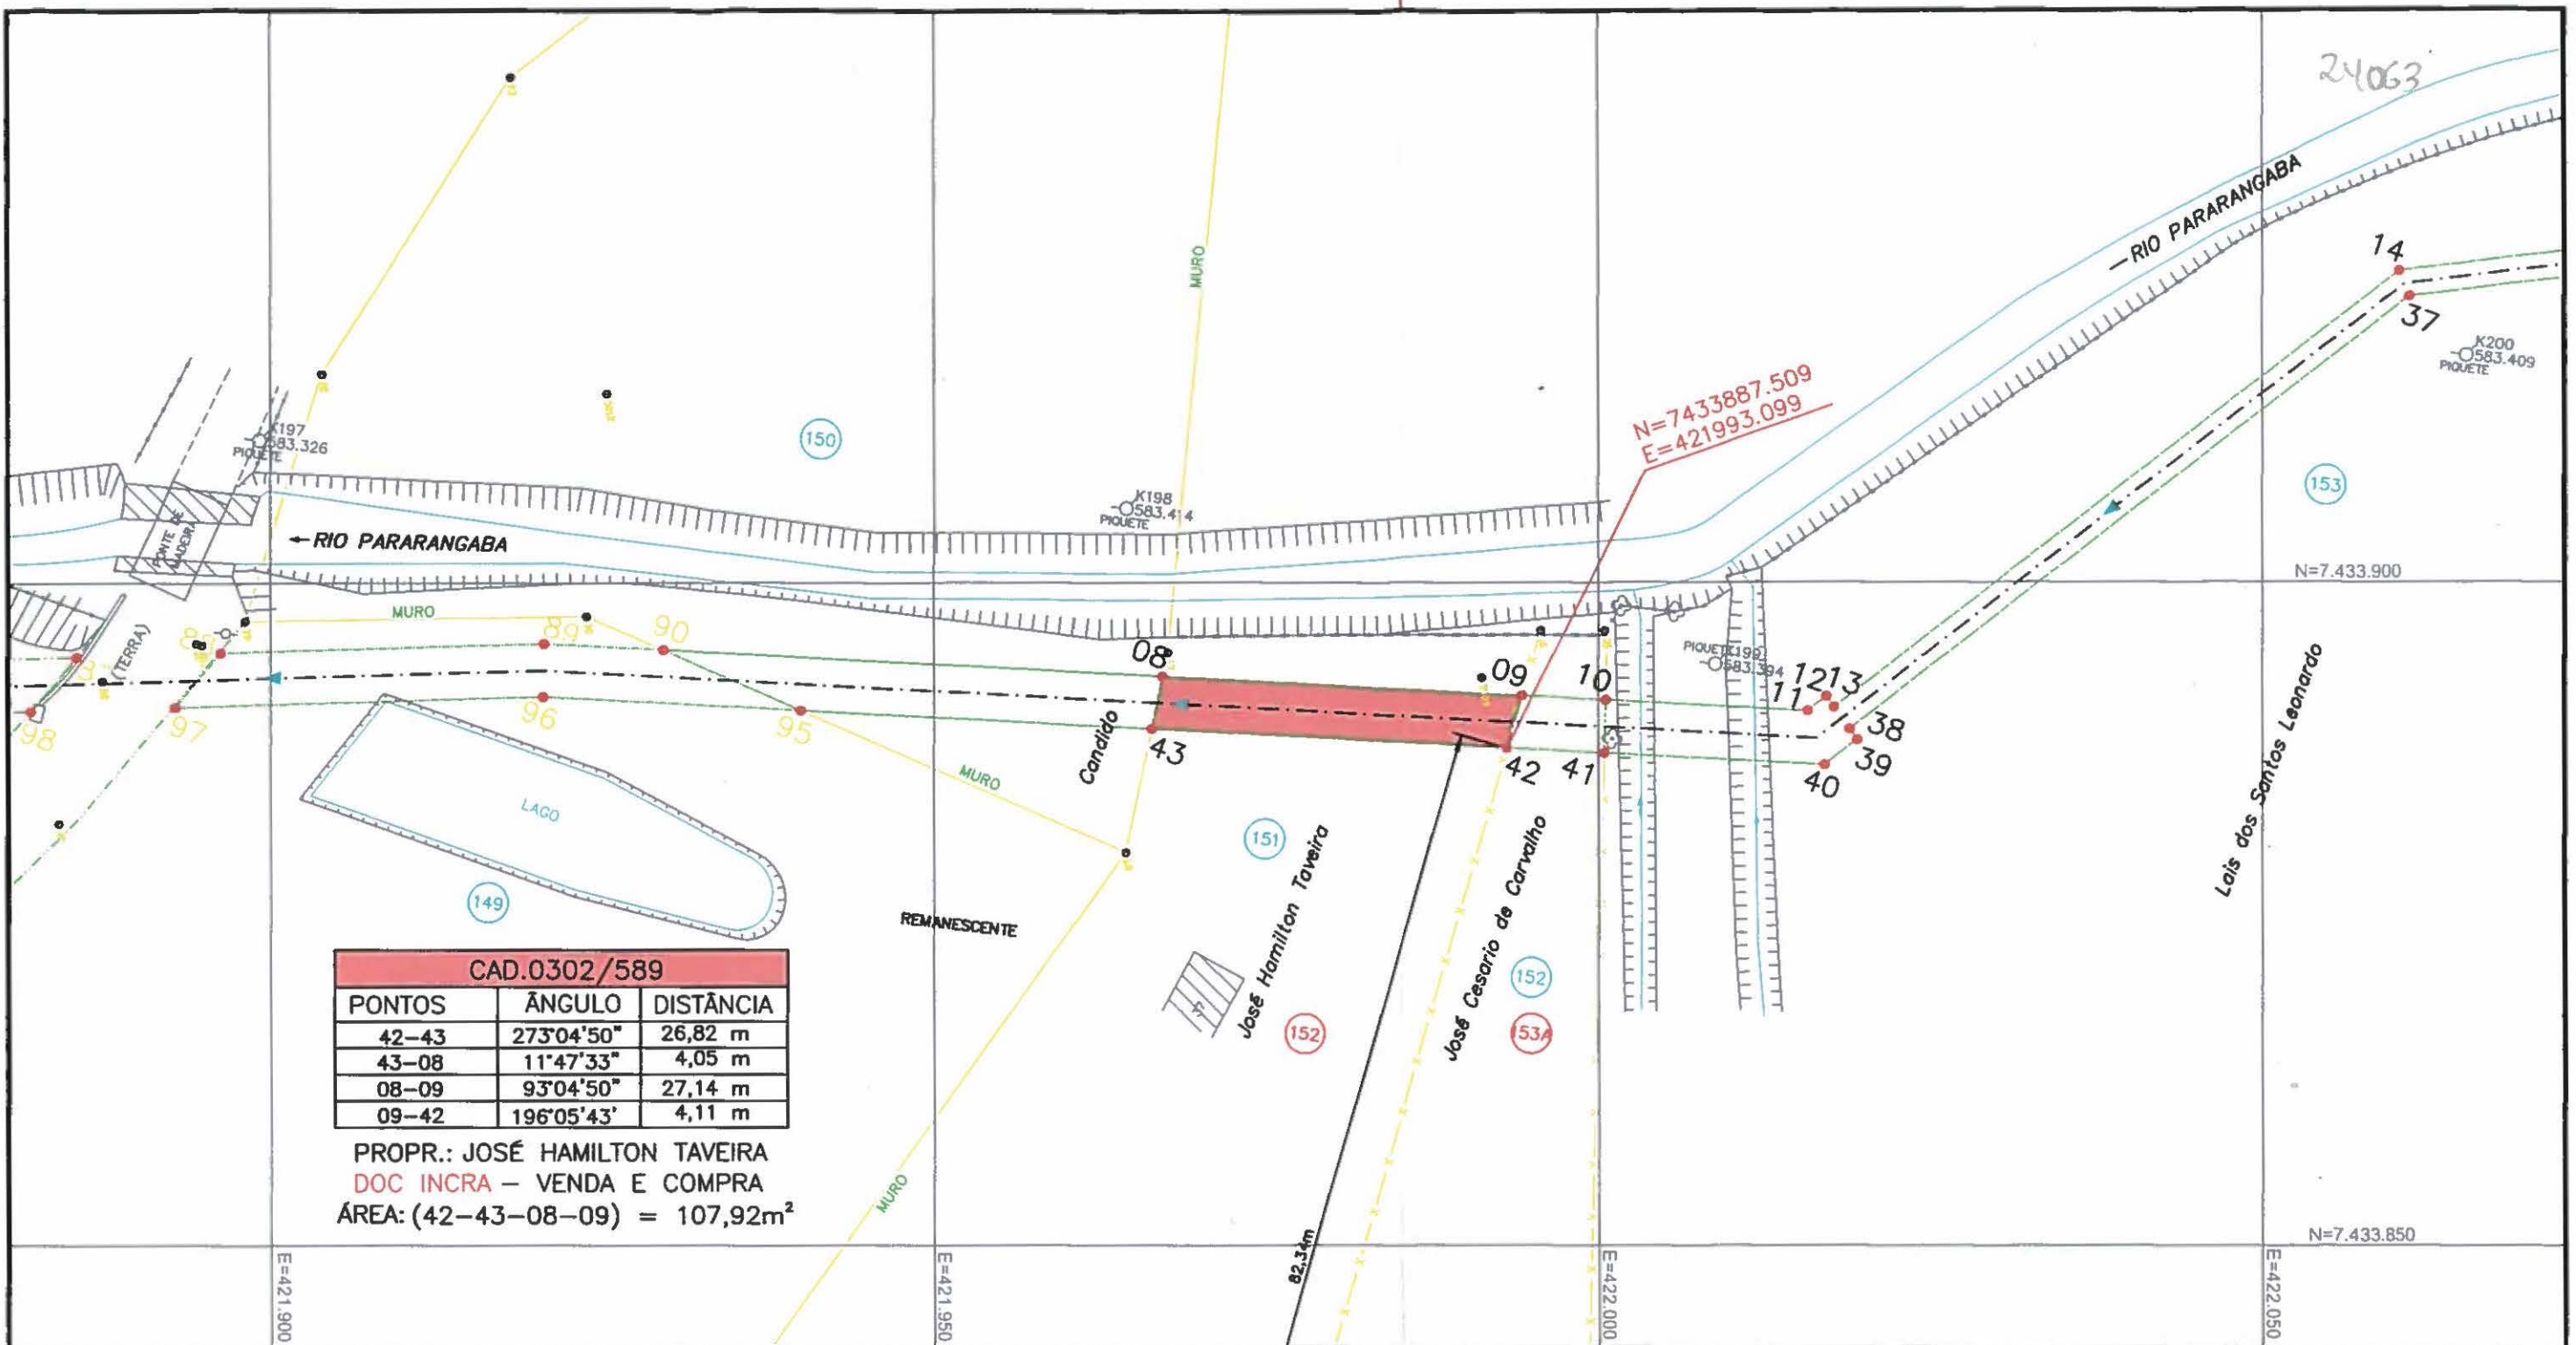 24063
RIO PARARANGABA
14
37
K200
583.409
PIQUETE
MURO
N=7433887.509
E=421993.099
K197
583.326
PIQUETE
150
153
K198
PIQUETE
PONTE DE
MADEIRA
RIO PARARANGABA
N=7.433.900
MURO
(TERRA)
89
90
08
09
10
PIQUETE
K199
583.394
11
12
13
38
39
40
98
97
96
95
43
42
41
Candido
MURO
LAGO
149
151
José Hamilton Taveira
José Cesario de Carvalho
Lais dos Santos Leonardo
REMANESCENTE
152
152
153A
CAD.0302/589
PONTOS ÂNGULO DISTÂNCIA
42-43 273°04'50" 26,82 m
43-08 11°47'33" 4,05 m
08-09 93°04'50" 27,14 m
09-42 196°05'43' 4,11 m
PROPR.: JOSÉ HAMILTON TAVEIRA
DOC INCRA – VENDA E COMPRA
ÁREA: (42-43-08-09) = 107,92m²
MURO
82,34m
N=7.433.850
E=421.900
E=421.950
E=422.000
E=422.050